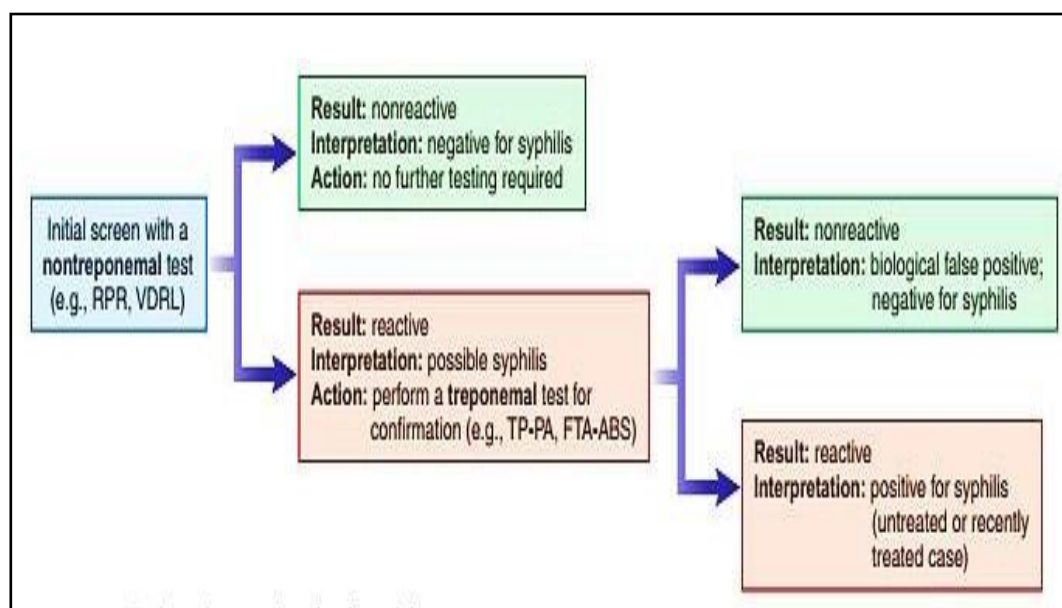 Initial screen with a
nontreponemal test
(e.g., RPR, VDRL)
Result: nonreactive
Interpretation: negative for syphilis
Action: no further testing required
Result: reactive
Interpretation: possible syphilis
Action: perform a treponemal test for
confirmation (e.g., TP-PA, FTA-ABS)
Result: nonreactive
Interpretation: biological false positive;
negative for syphilis
Result: reactive
Interpretation: positive for syphilis
(untreated or recently
treated case)